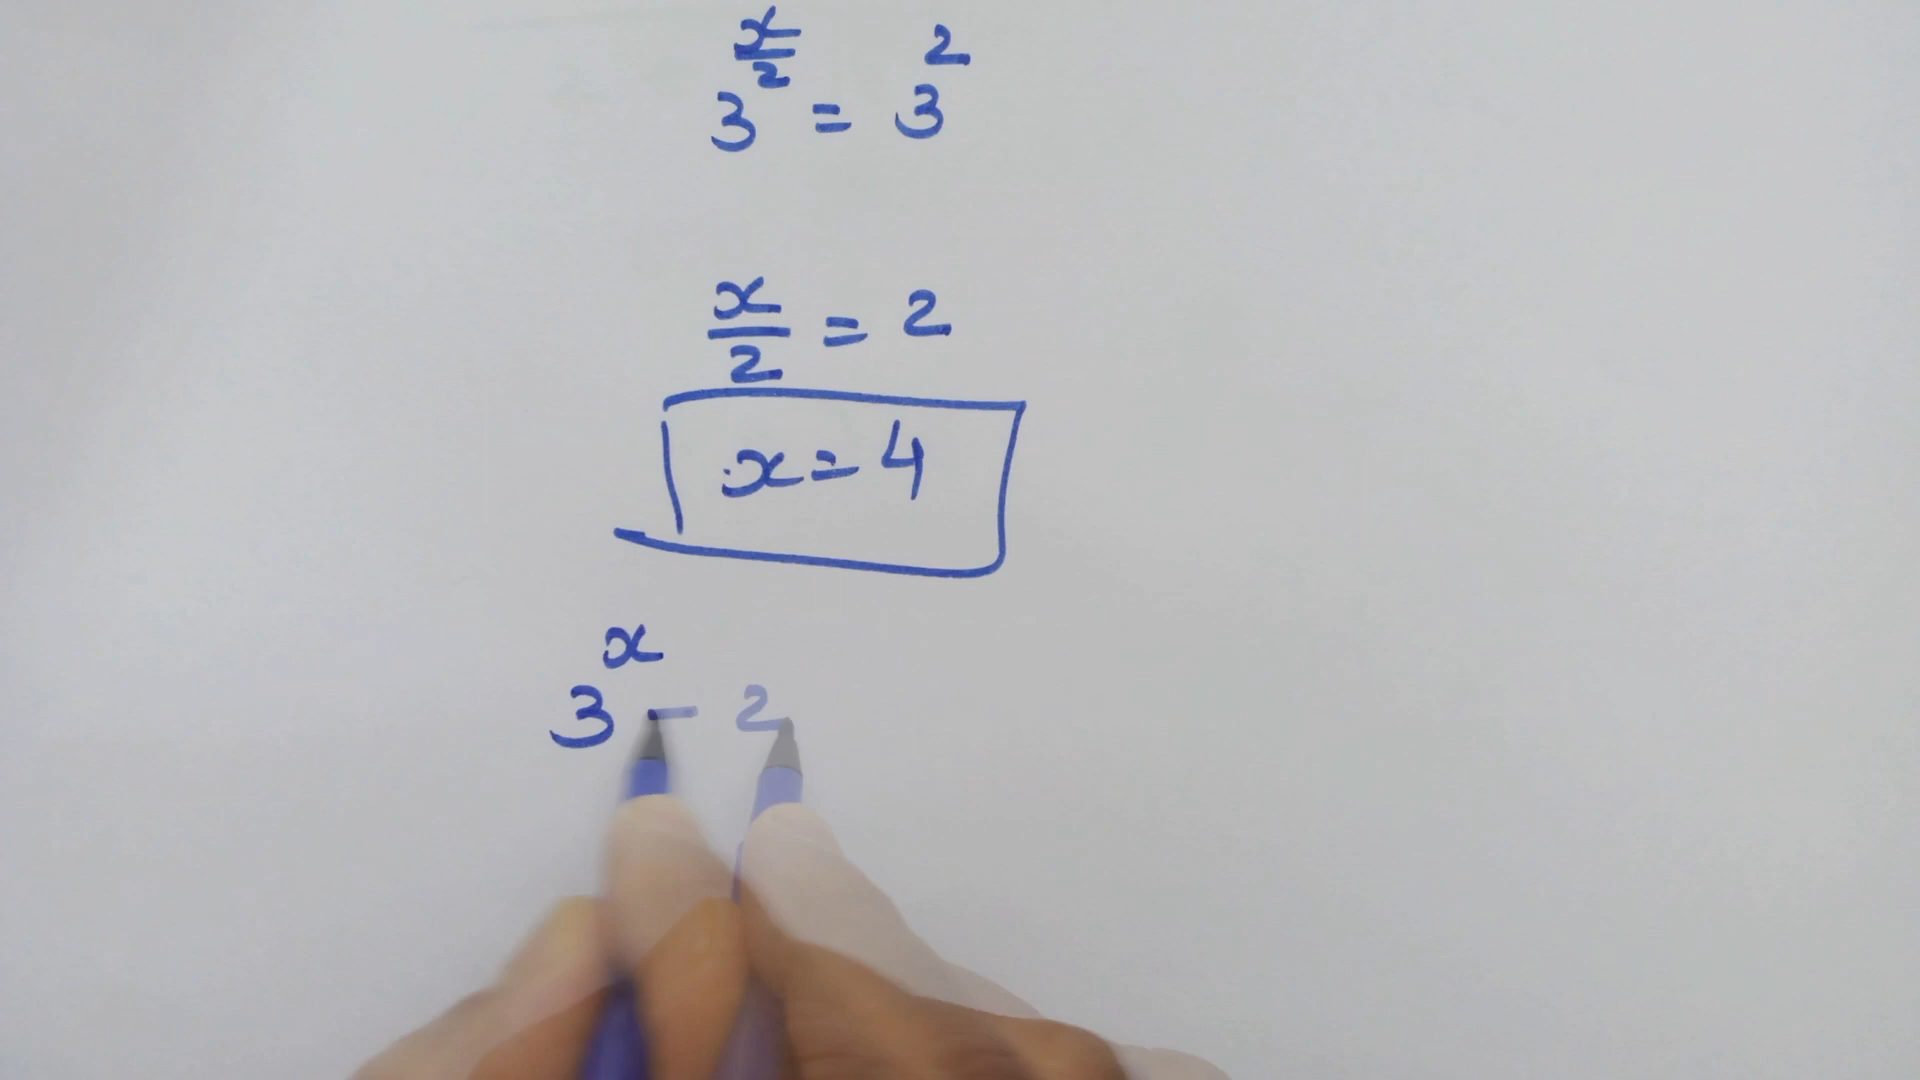 3^(x/2) = 3^2
x/2 = 2
x = 4
3^x - 2